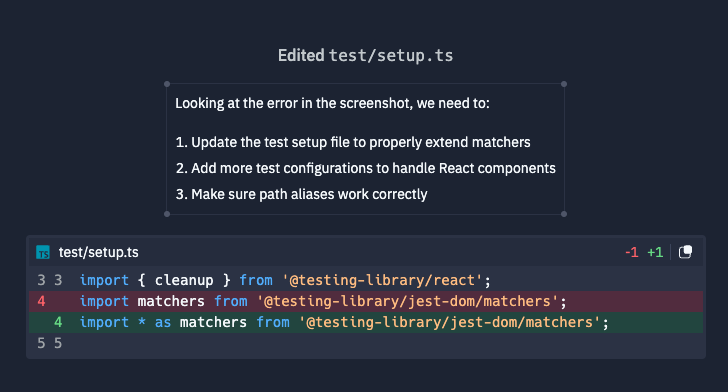 Edited test/setup.ts
Looking at the error in the screenshot, we need to:
1. Update the test setup file to properly extend matchers
2. Add more test configurations to handle React components
3. Make sure path aliases work correctly
TS test/setup.ts -1 +1
3 3 import { cleanup } from '@testing-library/react';
4 import matchers from '@testing-library/jest-dom/matchers';
4 import * as matchers from '@testing-library/jest-dom/matchers';
5 5